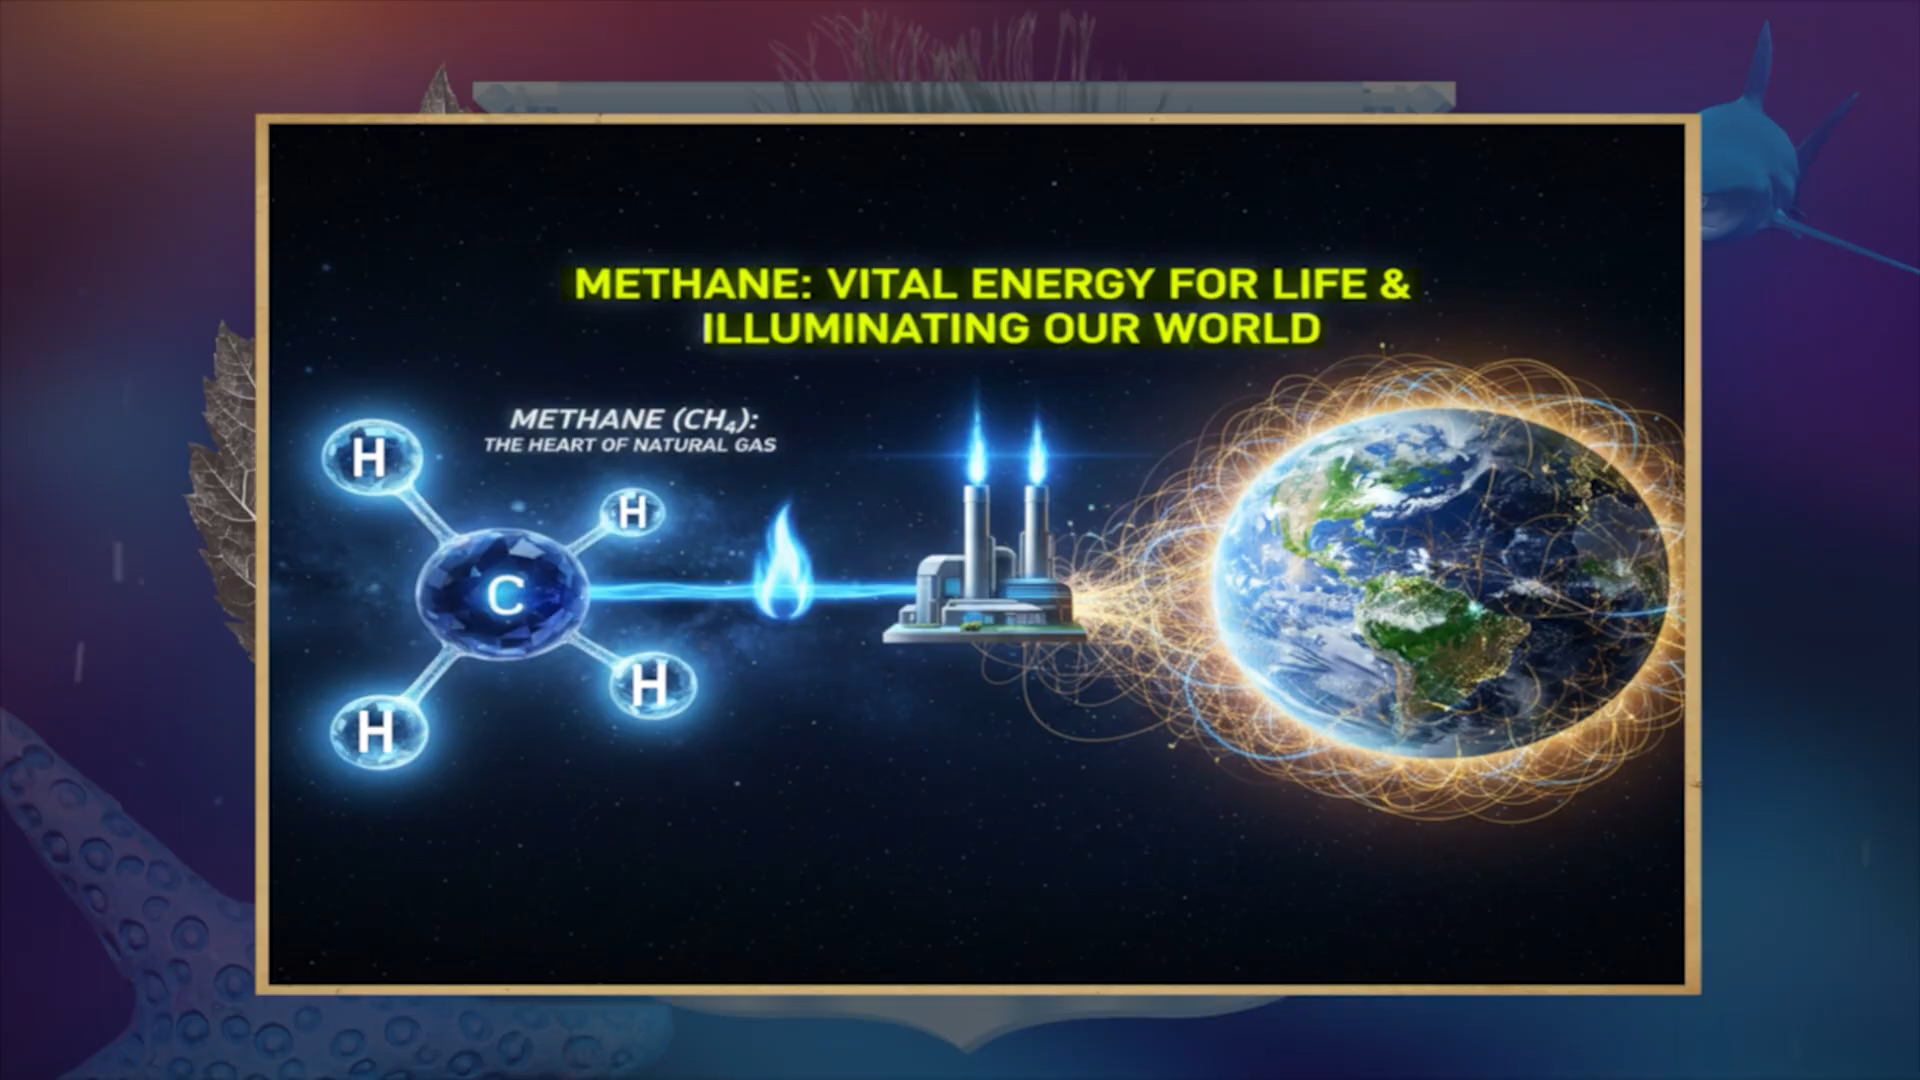 METHANE: VITAL ENERGY FOR LIFE &
ILLUMINATING OUR WORLD
METHANE (CH₄):
THE HEART OF NATURAL GAS
H
H
C
H
H